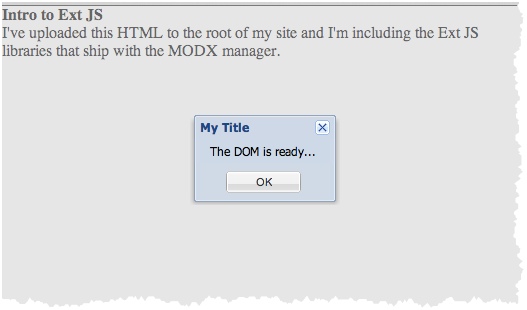 Intro to Ext JS
I've uploaded this HTML to the root of my site and I'm including the Ext JS
libraries that ship with the MODX manager.
My Title
The DOM is ready...
OK